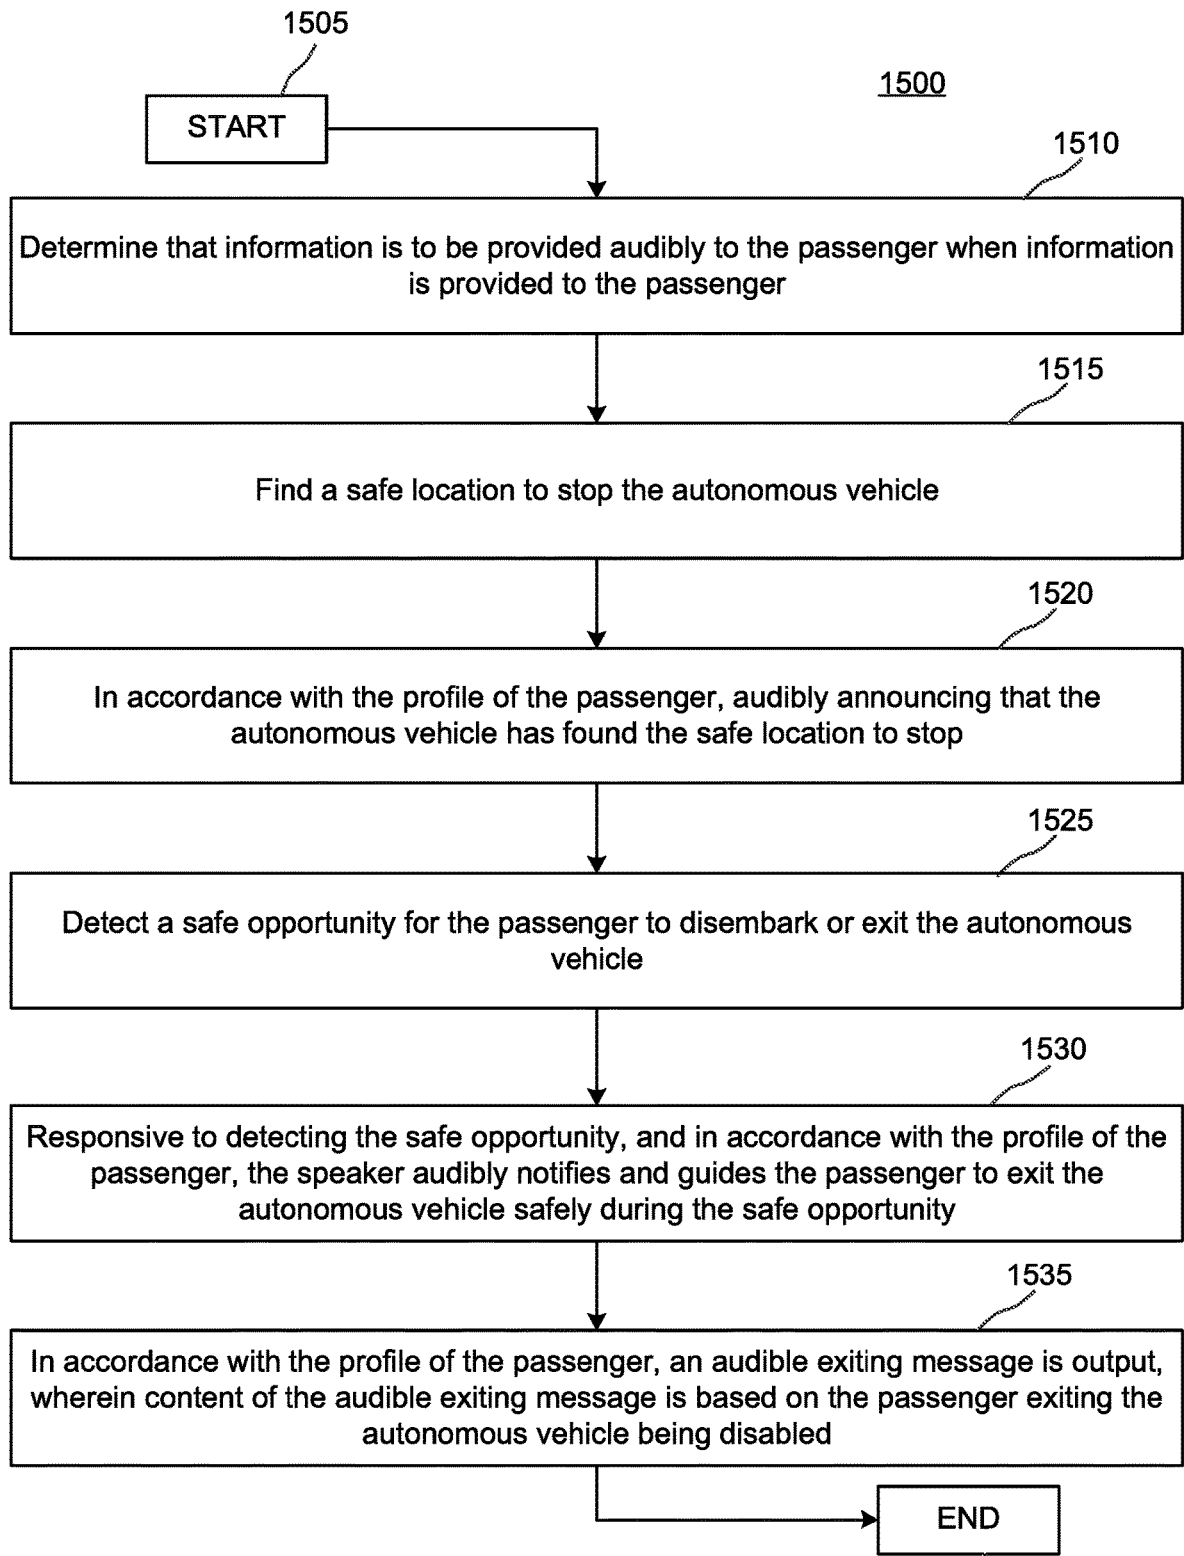 1505
1500
START
1510
Determine that information is to be provided audibly to the passenger when information
is provided to the passenger
1515
Find a safe location to stop the autonomous vehicle
1520
In accordance with the profile of the passenger, audibly announcing that the
autonomous vehicle has found the safe location to stop
1525
Detect a safe opportunity for the passenger to disembark or exit the autonomous
vehicle
1530
Responsive to detecting the safe opportunity, and in accordance with the profile of the
passenger, the speaker audibly notifies and guides the passenger to exit the
autonomous vehicle safely during the safe opportunity
1535
In accordance with the profile of the passenger, an audible exiting message is output,
wherein content of the audible exiting message is based on the passenger exiting the
autonomous vehicle being disabled
END